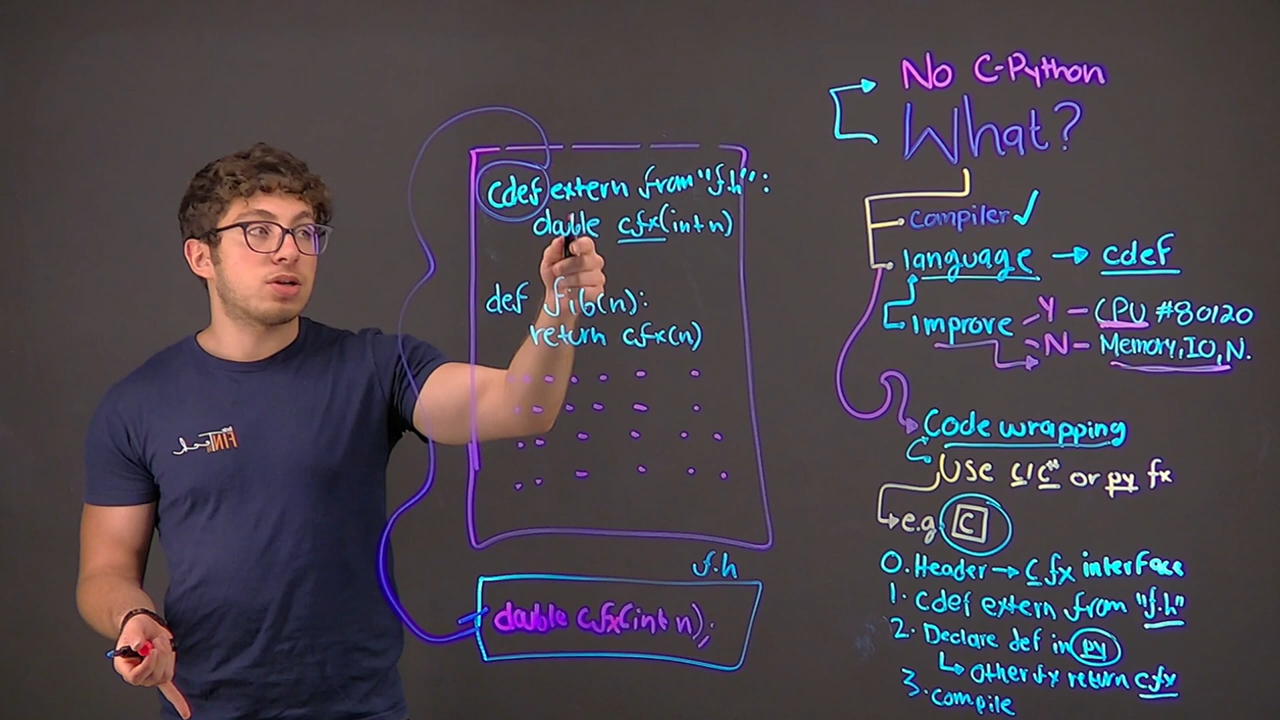 cdef extern from "f.h":
double cfx(int n)
def fib(n):
return cfx(n)
f.h
double cfx(int n);
No C-Python
What?
compiler ✓
language → cdef
Improve
Y - CPU #80120
N - Memory, IO, N.
Code wrapping
Use C/C" or py fx
e.g. C
0. Header → C fx interface
1. Cdef extern from "f.h"
2. Declare def in py
other fx return cfx
3. compile